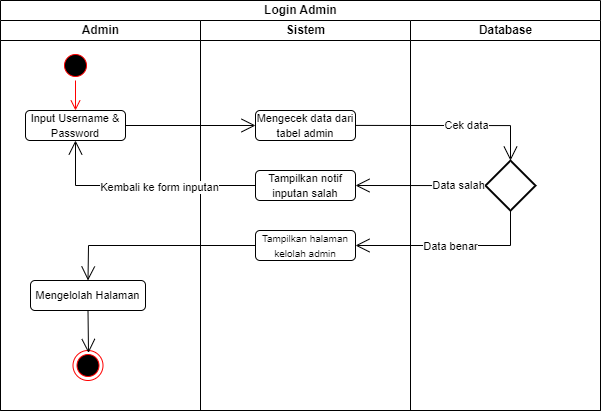 Login Admin
Admin
Sistem
Database
Input Username &
Password
Mengecek data dari
tabel admin
Cek data
Kembali ke form inputan
Tampilkan notif
inputan salah
Data salah
Tampilkan halaman
kelolah admin
Data benar
Mengelolah Halaman